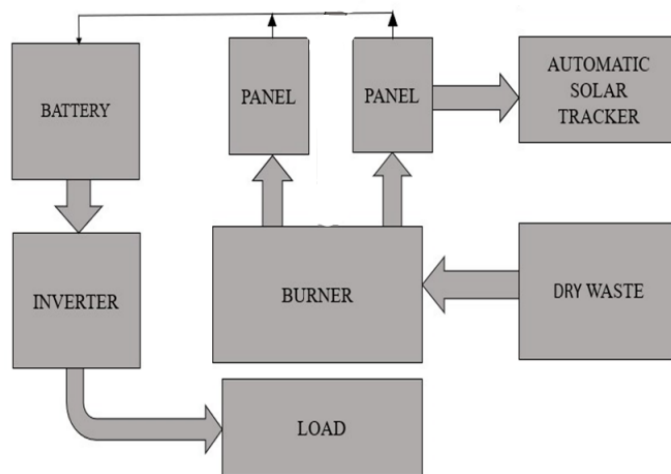 BATTERY
PANEL
PANEL
AUTOMATIC
SOLAR
TRACKER
INVERTER
BURNER
DRY WASTE
LOAD